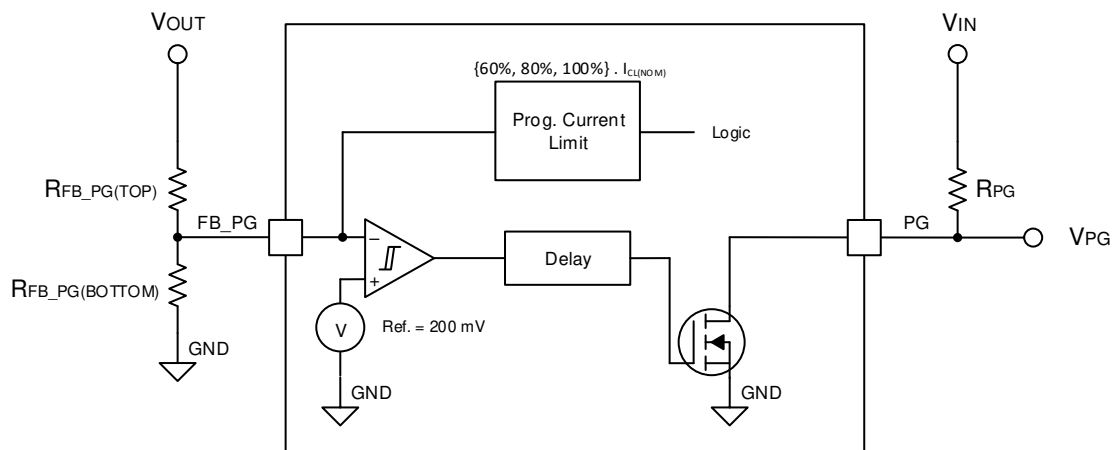 VOUT
VIN
{60%, 80%, 100%} . ICL(NOM)
Prog. Current
Limit
Logic
RFB_PG(TOP)
RPG
FB_PG
PG
−
VPG
Delay
RFB_PG(BOTTOM)
+
V
Ref. = 200 mV
GND
GND
GND